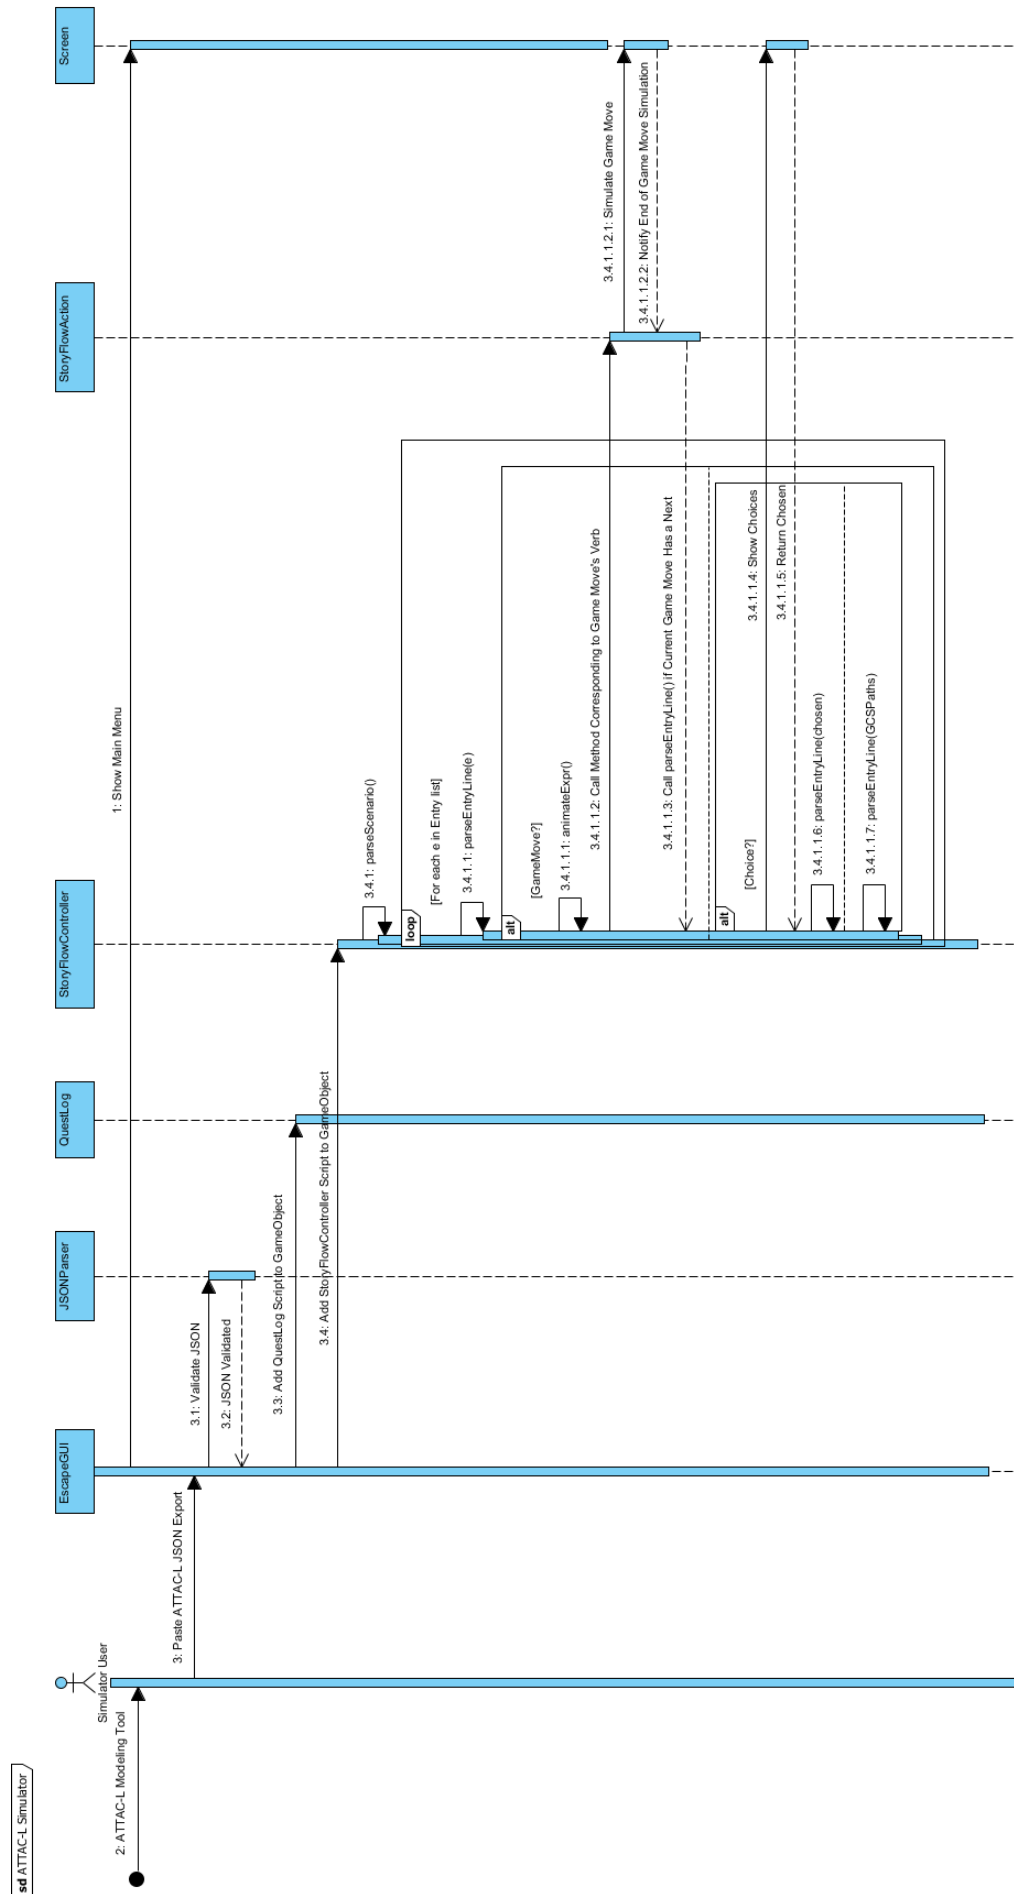 sd ATTAC-L Simulator
Simulator User
EscapeGUI
JSONParser
QuestLog
StoryFlowController
StoryFlowAction
Screen
1: Show Main Menu
2: ATTAC-L Modeling Tool
3: Paste ATTAC-L JSON Export
3.1: Validate JSON
3.2: JSON Validated
3.3: Add QuestLog Script to GameObject
3.4: Add StoryFlowController Script to GameObject
3.4.1: parseScenario()
loop
[For each e in Entry list]
3.4.1.1: parseEntryLine(e)
alt
[GameMove?]
3.4.1.1.1: animateExpr()
3.4.1.1.2: Call Method Corresponding to Game Move's Verb
3.4.1.1.2.1: Simulate Game Move
3.4.1.1.2.2: Notify End of Game Move Simulation
3.4.1.1.3: Call parseEntryLine() if Current Game Move Has a Next
alt
[Choice?]
3.4.1.1.4: Show Choices
3.4.1.1.5: Return Chosen
3.4.1.1.6: parseEntryLine(chosen)
3.4.1.1.7: parseEntryLine(GCSPaths)